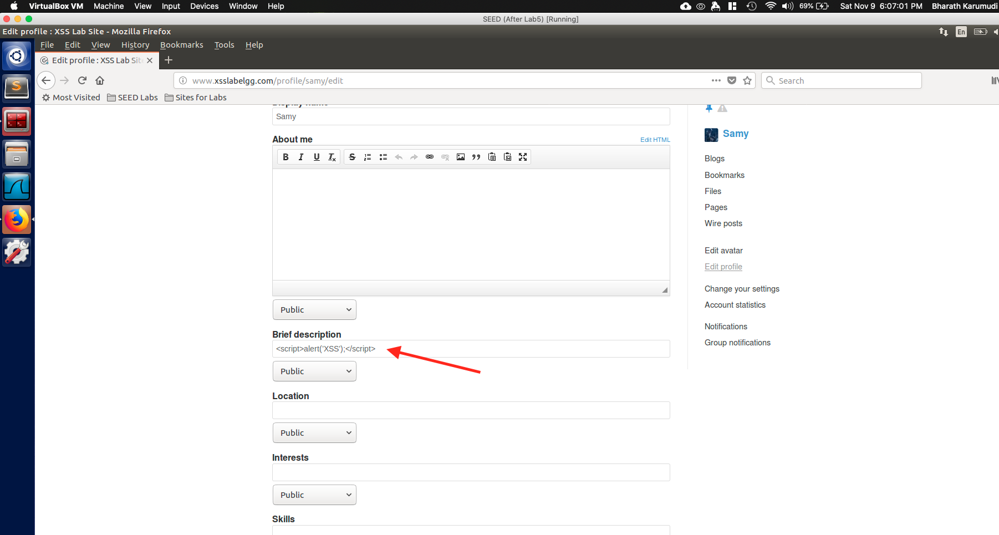 VirtualBox VM Machine View Input Devices Window Help 69% Sat Nov 9 6:07:01 PM Bharath Karumudi
SEED (After Lab5) [Running]
Edit profile : XSS Lab Site - Mozilla Firefox En
File Edit View History Bookmarks Tools Help
Edit profile : XSS Lab Sit
www.xsslabelgg.com/profile/samy/edit Search
Most Visited SEED Labs Sites for Labs
Display name
Samy
About me Edit HTML
B I U Tx S
Public
Brief description
<script>alert('XSS');</script>
Public
Location
Public
Interests
Public
Skills
Samy
Blogs
Bookmarks
Files
Pages
Wire posts
Edit avatar
Edit profile
Change your settings
Account statistics
Notifications
Group notifications